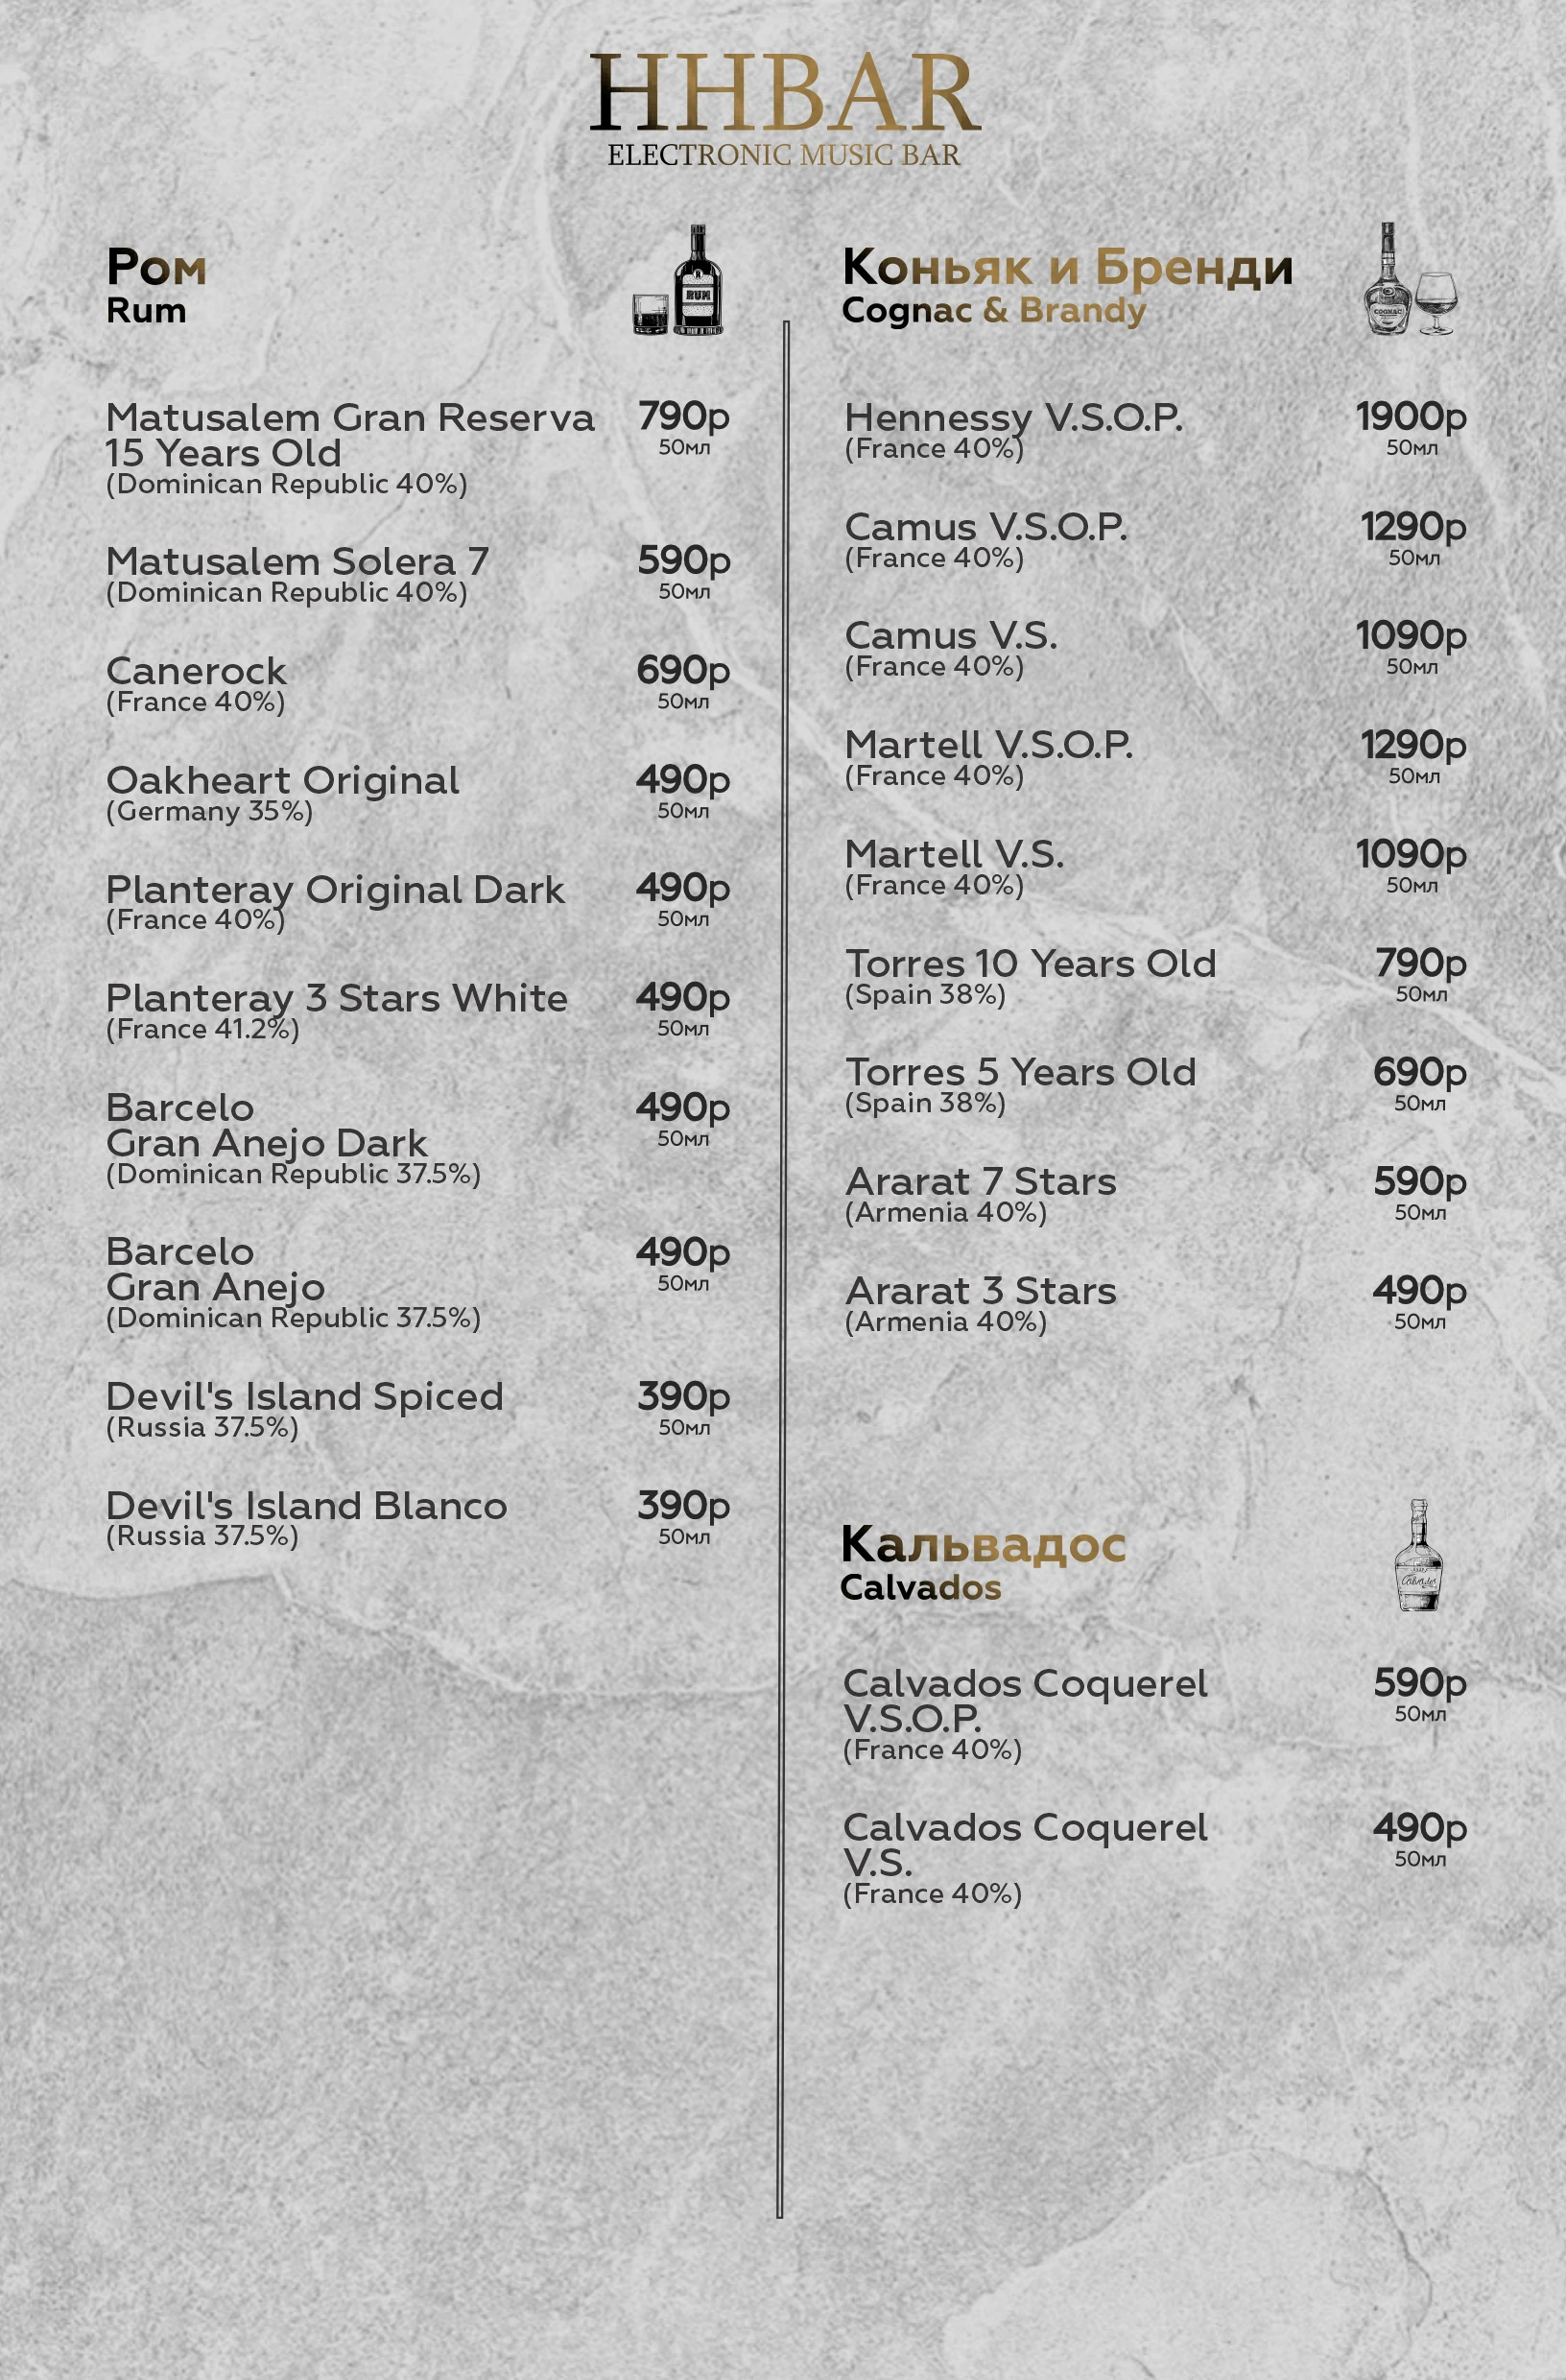 HHBAR
ELECTRONIC MUSIC BAR
Ром
Rum
RUM
Matusalem Gran Reserva 790р
15 Years Old 50мл
(Dominican Republic 40%)
Matusalem Solera 7 590р
(Dominican Republic 40%) 50мл
Canerock 690р
(France 40%) 50мл
Oakheart Original 490р
(Germany 35%) 50мл
Planteray Original Dark 490р
(France 40%) 50мл
Planteray 3 Stars White 490р
(France 41.2%) 50мл
Barcelo 490р
Gran Anejo Dark 50мл
(Dominican Republic 37.5%)
Barcelo 490р
Gran Anejo 50мл
(Dominican Republic 37.5%)
Devil's Island Spiced 390р
(Russia 37.5%) 50мл
Devil's Island Blanco 390р
(Russia 37.5%) 50мл
Коньяк и Бренди
Cognac & Brandy
COGNAC
Hennessy V.S.O.P. 1900р
(France 40%) 50мл
Camus V.S.O.P. 1290р
(France 40%) 50мл
Camus V.S. 1090р
(France 40%) 50мл
Martell V.S.O.P. 1290р
(France 40%) 50мл
Martell V.S. 1090р
(France 40%) 50мл
Torres 10 Years Old 790р
(Spain 38%) 50мл
Torres 5 Years Old 690р
(Spain 38%) 50мл
Ararat 7 Stars 590р
(Armenia 40%) 50мл
Ararat 3 Stars 490р
(Armenia 40%) 50мл
Кальвадос
Calvados
Calvados
Calvados Coquerel 590р
V.S.O.P. 50мл
(France 40%)
Calvados Coquerel 490р
V.S. 50мл
(France 40%)